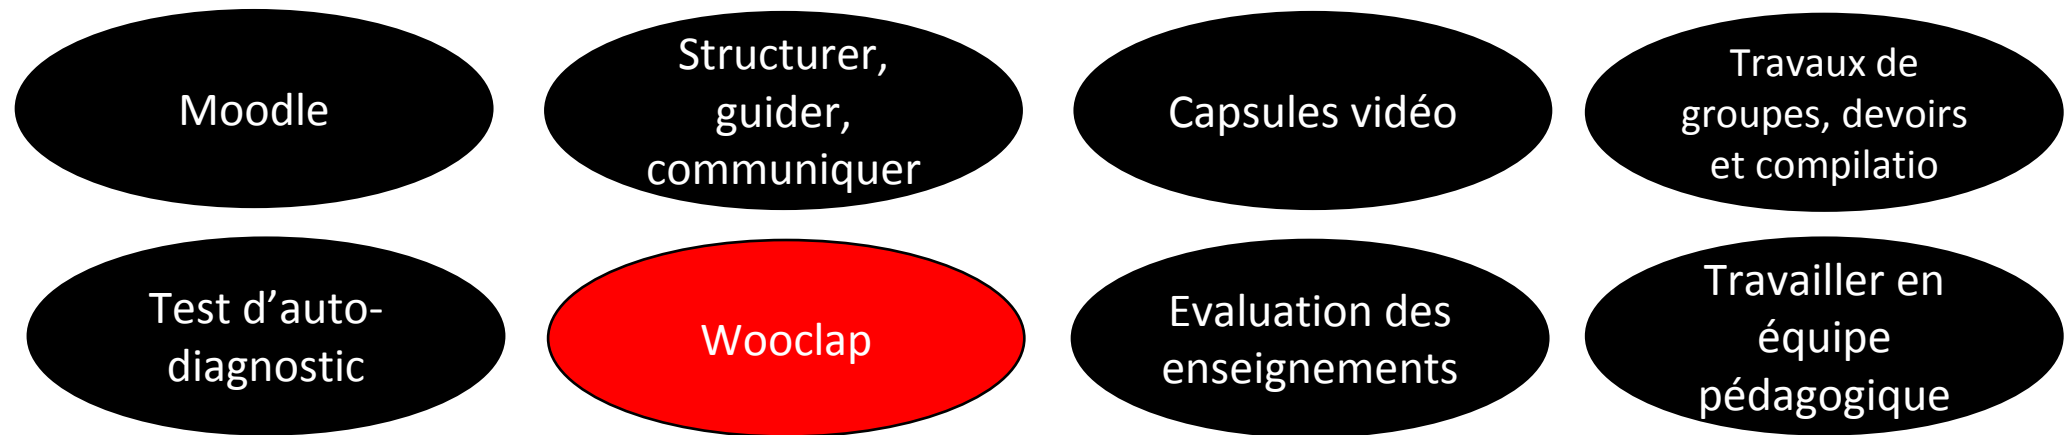 Moodle
Structurer,
guider,
communiquer
Capsules vidéo
Travaux de
groupes, devoirs
et compilatio
Test d’auto-
diagnostic
Wooclap
Evaluation des
enseignements
Travailler en
équipe
pédagogique